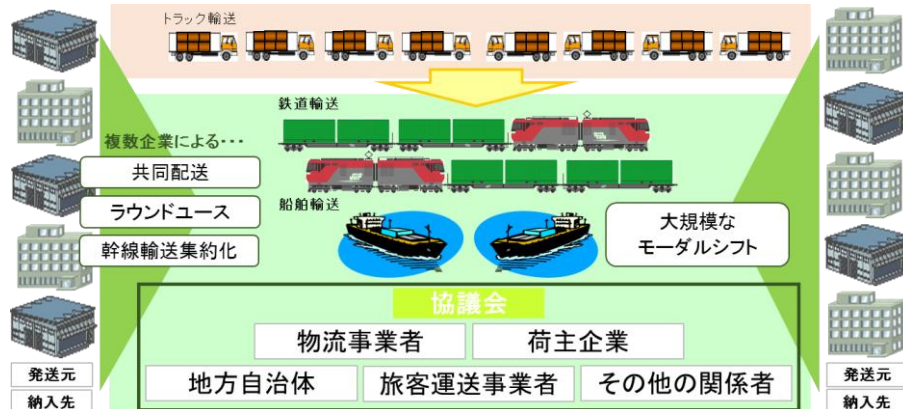 トラック輸送
鉄道輸送
複数企業による・・・
共同配送
ラウンドユース
幹線輸送集約化
船舶輸送
大規模な
モーダルシフト
協議会
物流事業者
荷主企業
地方自治体
旅客運送事業者
その他の関係者
発送元
納入先
発送元
納入先